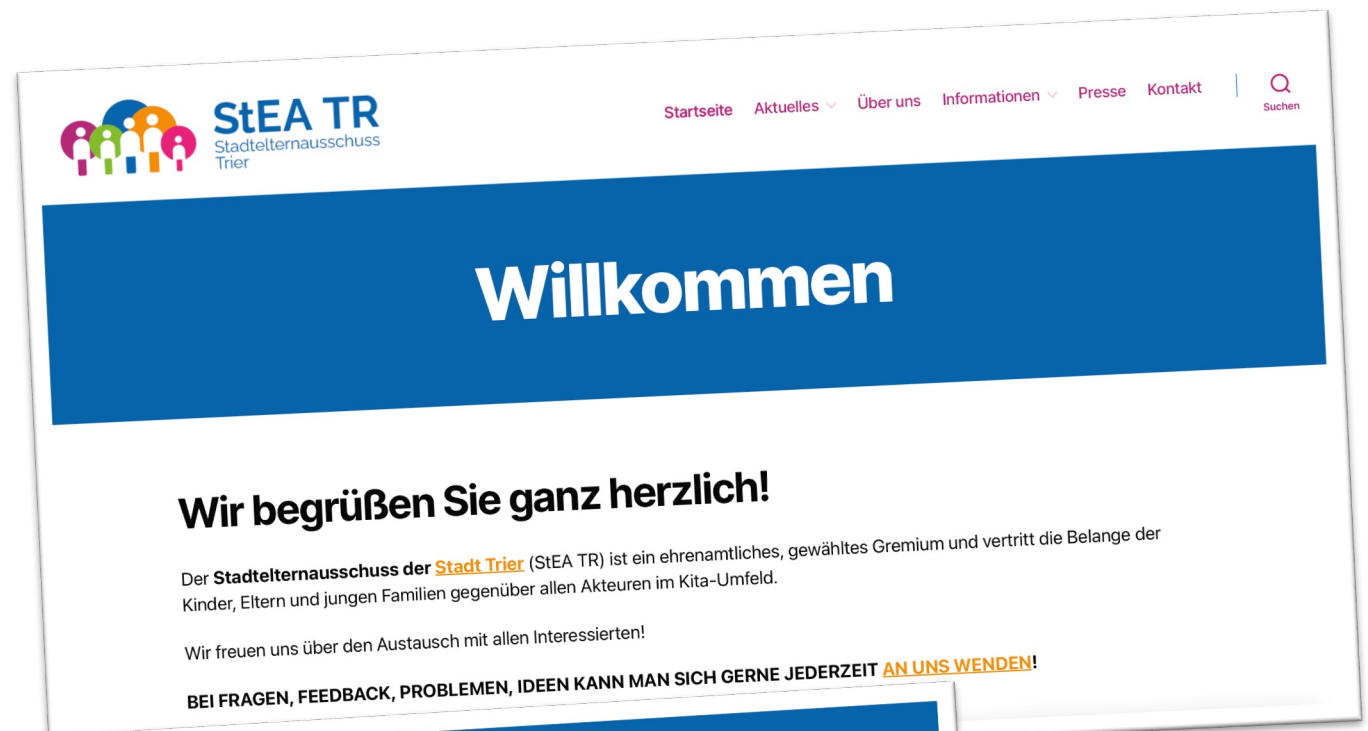 StEA TR
Stadtelternausschuss
Trier
Startseite Aktuelles Über uns Informationen Presse Kontakt
Suchen
Willkommen
Wir begrüßen Sie ganz herzlich!
Der Stadtelternausschuss der Stadt Trier (StEA TR) ist ein ehrenamtliches, gewähltes Gremium und vertritt die Belange der
Kinder, Eltern und jungen Familien gegenüber allen Akteuren im Kita-Umfeld.
Wir freuen uns über den Austausch mit allen Interessierten!
BEI FRAGEN, FEEDBACK, PROBLEMEN, IDEEN KANN MAN SICH GERNE JEDERZEIT AN UNS WENDEN!